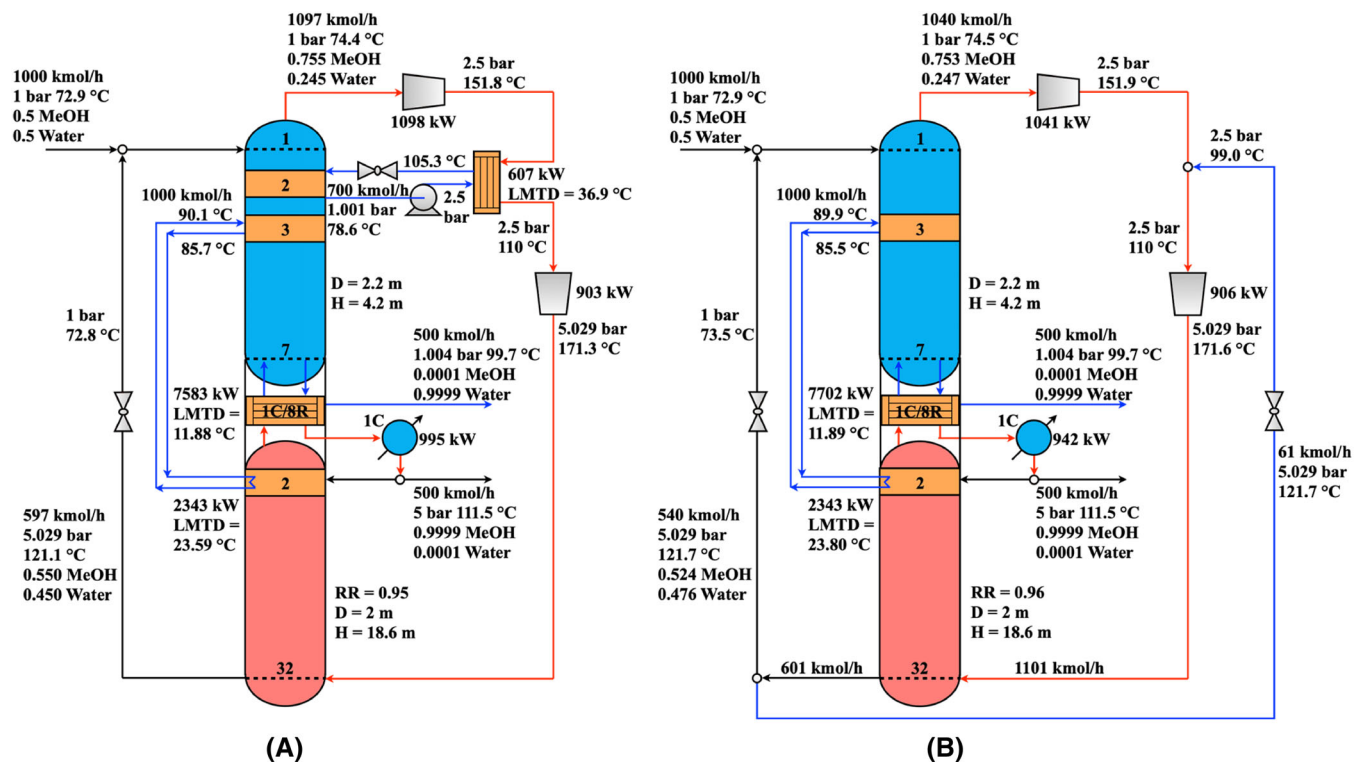 1097 kmol/h
1 bar 74.4 °C
0.755 MeOH
0.245 Water
2.5 bar
151.8 °C
1098 kW
1000 kmol/h
1 bar 72.9 °C
0.5 MeOH
0.5 Water
1
105.3 °C
607 kW
LMTD = 36.9 °C
2
700 kmol/h
1.001 bar
78.6 °C
2.5
bar
1000 kmol/h
90.1 °C
3
85.7 °C
2.5 bar
110 °C
903 kW
D = 2.2 m
H = 4.2 m
5.029 bar
171.3 °C
1 bar
72.8 °C
7
500 kmol/h
1.004 bar 99.7 °C
0.0001 MeOH
0.9999 Water
7583 kW
LMTD =
11.88 °C
1C/8R
1C
995 kW
2
2343 kW
LMTD =
23.59 °C
500 kmol/h
5 bar 111.5 °C
0.9999 MeOH
0.0001 Water
597 kmol/h
5.029 bar
121.1 °C
0.550 MeOH
0.450 Water
RR = 0.95
D = 2 m
H = 18.6 m
32
(A)
1040 kmol/h
1 bar 74.5 °C
0.753 MeOH
0.247 Water
2.5 bar
151.9 °C
1041 kW
1000 kmol/h
1 bar 72.9 °C
0.5 MeOH
0.5 Water
1
2.5 bar
99.0 °C
1000 kmol/h
89.9 °C
3
85.5 °C
2.5 bar
110 °C
906 kW
D = 2.2 m
H = 4.2 m
5.029 bar
171.6 °C
1 bar
73.5 °C
7
500 kmol/h
1.004 bar 99.7 °C
0.0001 MeOH
0.9999 Water
7702 kW
LMTD =
11.89 °C
1C/8R
1C
942 kW
61 kmol/h
5.029 bar
121.7 °C
2
2343 kW
LMTD =
23.80 °C
500 kmol/h
5 bar 111.5 °C
0.9999 MeOH
0.0001 Water
540 kmol/h
5.029 bar
121.7 °C
0.524 MeOH
0.476 Water
RR = 0.96
D = 2 m
H = 18.6 m
601 kmol/h
32
1101 kmol/h
(B)